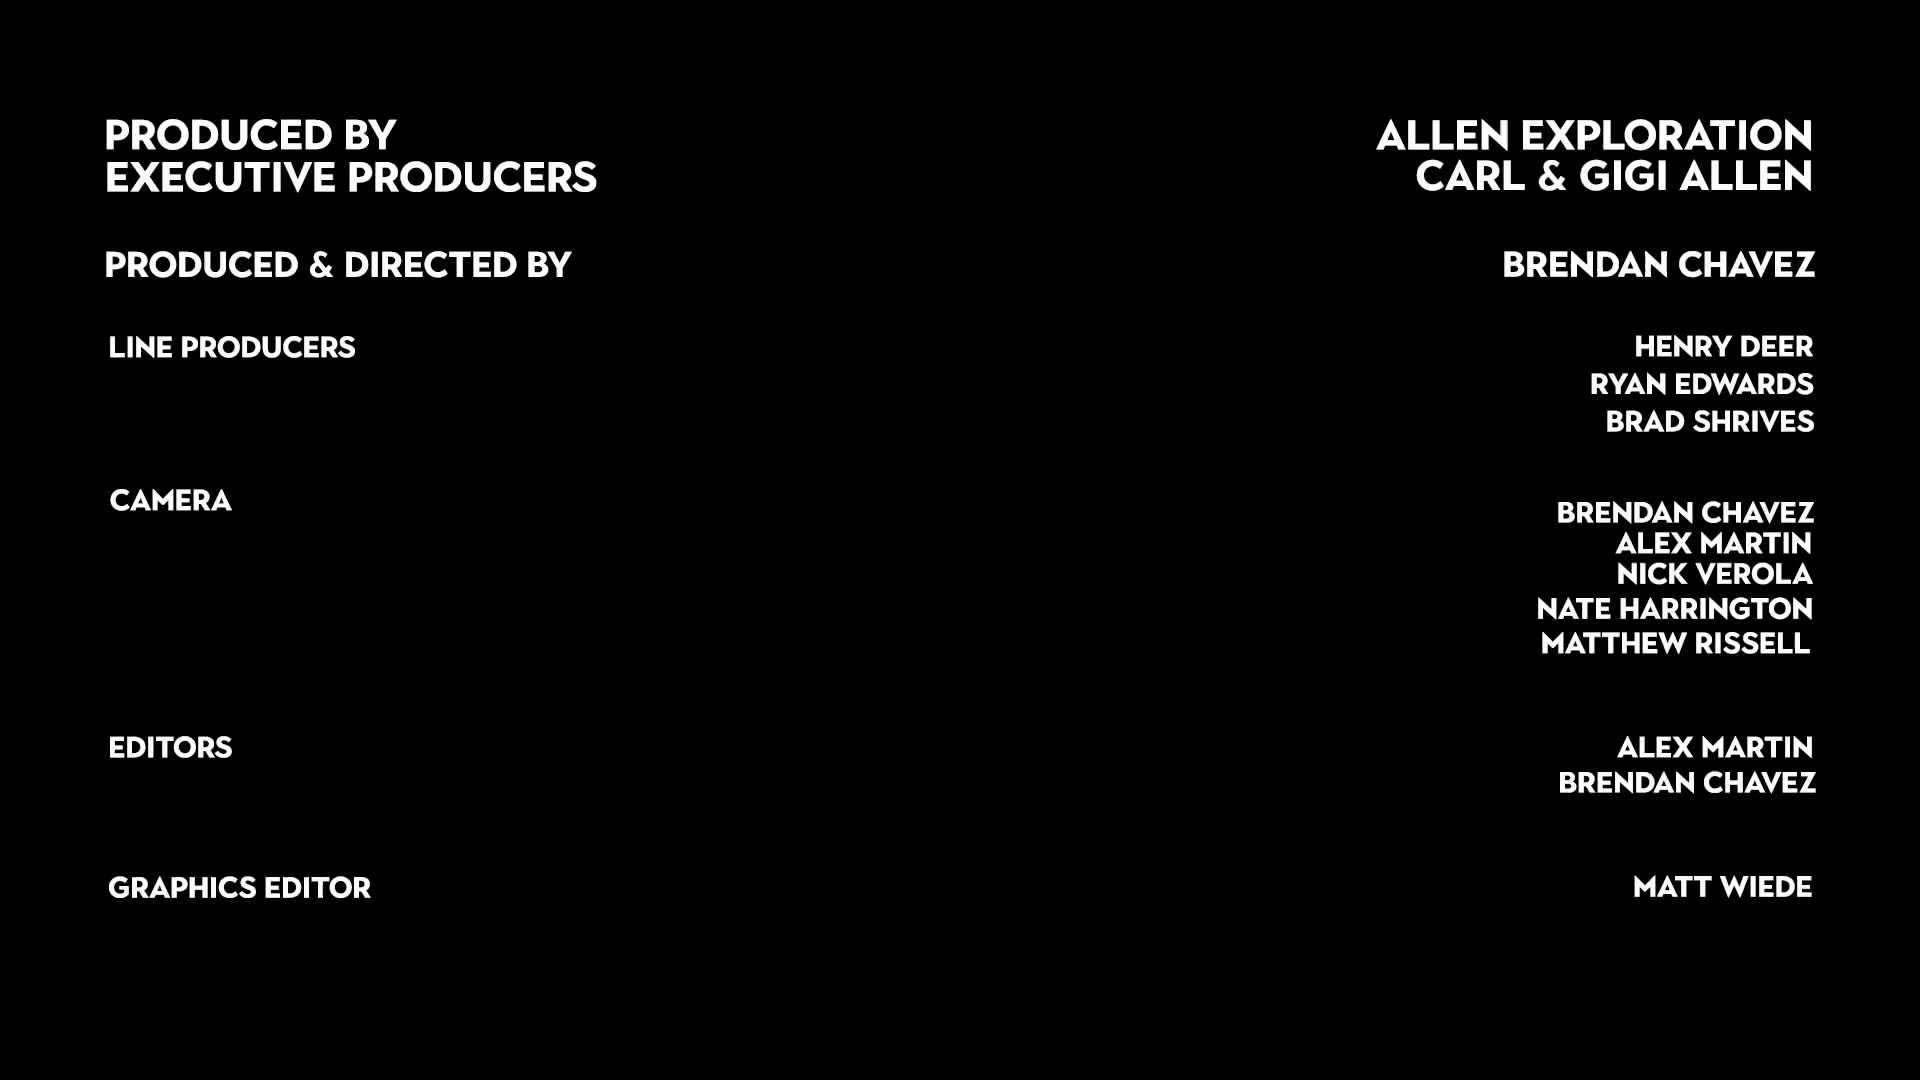 PRODUCED BY ALLEN EXPLORATION
EXECUTIVE PRODUCERS CARL & GIGI ALLEN
PRODUCED & DIRECTED BY BRENDAN CHAVEZ
LINE PRODUCERS HENRY DEER
RYAN EDWARDS
BRAD SHRIVES
CAMERA BRENDAN CHAVEZ
ALEX MARTIN
NICK VEROLA
NATE HARRINGTON
MATTHEW RISSELL
EDITORS ALEX MARTIN
BRENDAN CHAVEZ
GRAPHICS EDITOR MATT WIEDE